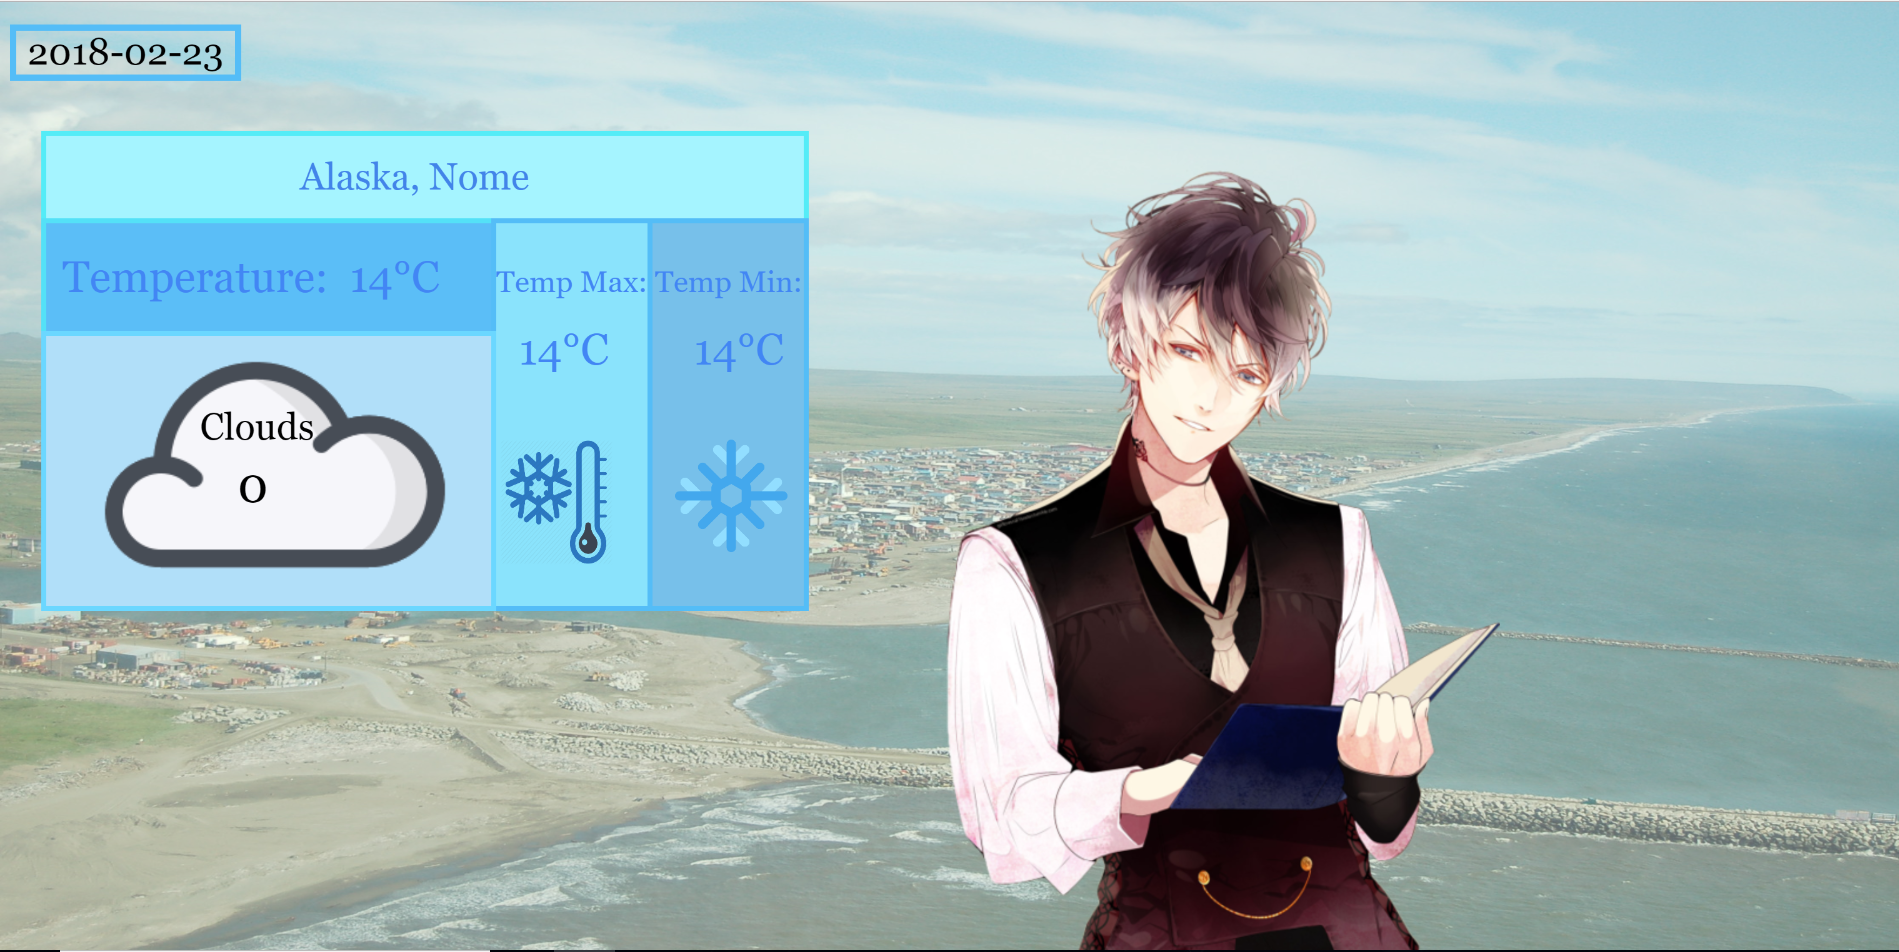 2018-02-23
Alaska, Nome
Temperature: 14°C
Temp Max:
14°C
Temp Min:
14°C
Clouds
0